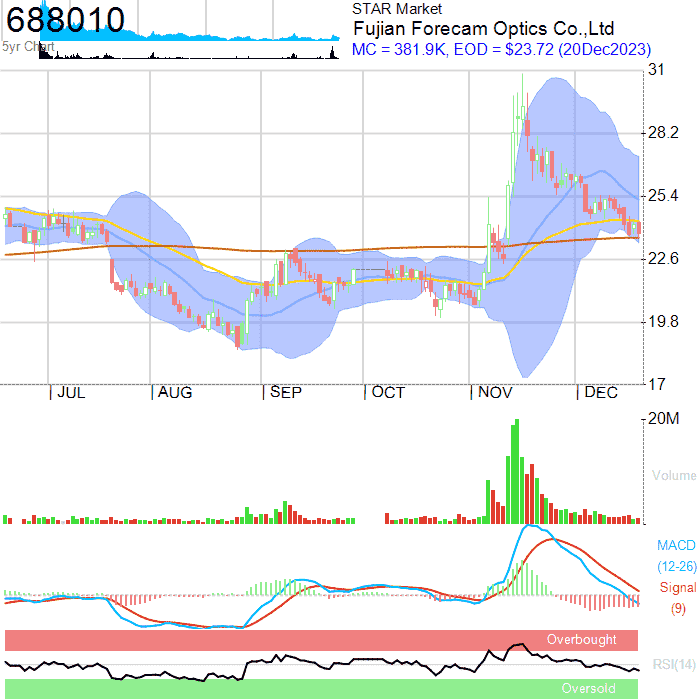 688010
5yr Chart
STAR Market
Fujian Forecam Optics Co.,Ltd
MC = 381.9K, EOD = $23.72 (20Dec2023)
31
28.2
25.4
22.6
19.8
17
JUL AUG SEP OCT NOV DEC
20M
Volume
MACD
(12-26)
Signal
(9)
Overbought
RSI(14)
Oversold